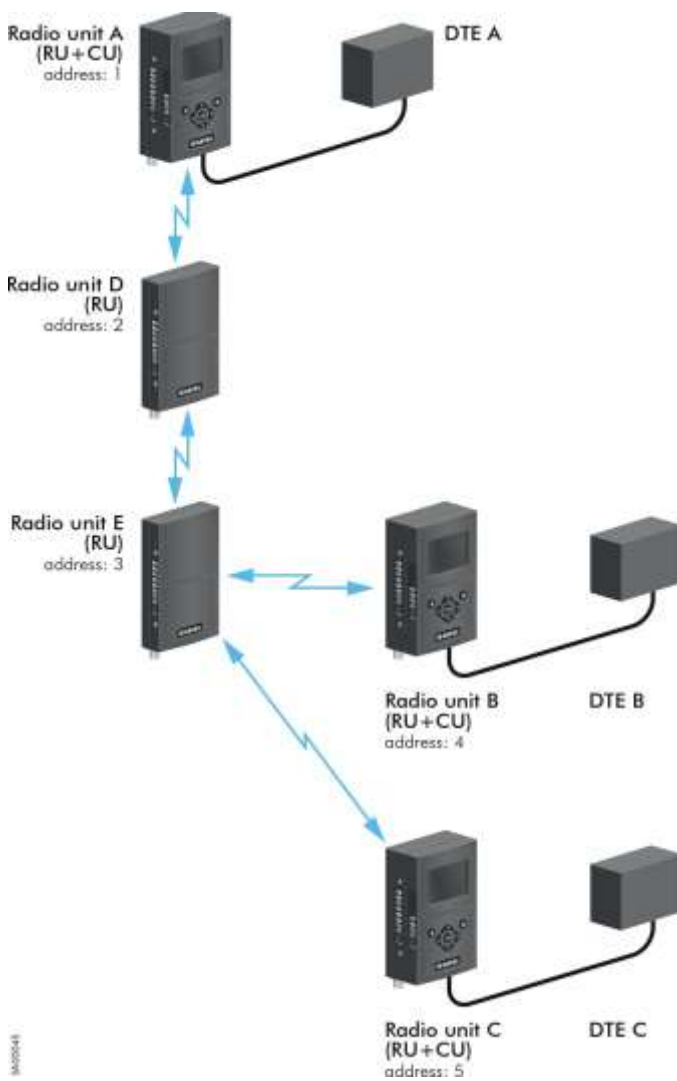 Radio unit A
(RU+CU)
address: 1
DTE A
Radio unit D
(RU)
address: 2
Radio unit E
(RU)
address: 3
Radio unit B
(RU+CU)
address: 4
DTE B
Radio unit C
(RU+CU)
address: 5
DTE C